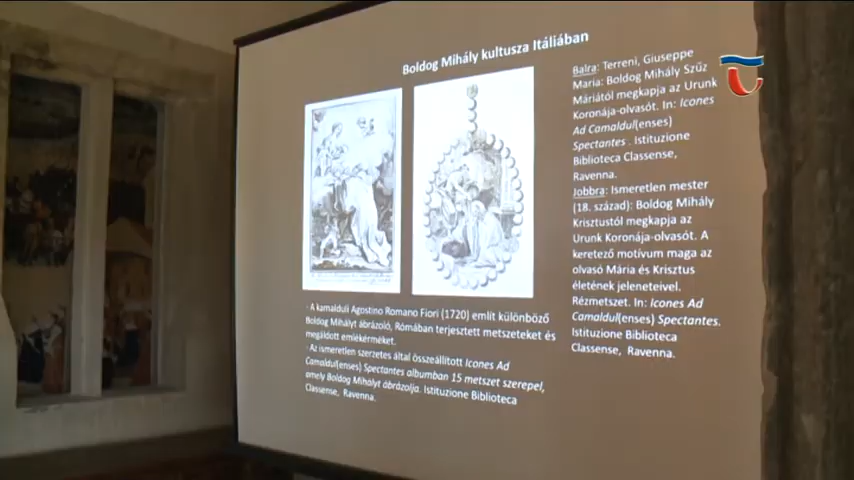 Boldog Mihály kultusza Itáliában
Balra: Terreni, Giuseppe
Maria: Boldog Mihály Szűz
Máriától megkapja az Urunk
Koronája-olvasót. In: Icones
Ad Camaldul(enses)
Spectantes . Istituzione
Biblioteca Classense,
Ravenna.
Jobbra: Ismeretlen mester
(18. század): Boldog Mihály
Krisztustól megkapja az
Urunk Koronája-olvasót. A
keretező motívum maga az
olvasó Mária és Krisztus
életének jeleneteivel.
Rézmetszet. In: Icones Ad
Camaldul(enses) Spectantes.
Istituzione Biblioteca
Classense, Ravenna.
- A kamalduli Agostino Romano Fiori (1720) említ különböző
Boldog Mihályt ábrázoló, Rómában terjesztett metszeteket és
megáldott emlékérméket.
- Az ismeretlen szerzetes által összeállított Icones Ad
Camaldul(enses) Spectantes albumban 15 metszet szerepel,
amely Boldog Mihályt ábrázolja. Istituzione Biblioteca
Classense, Ravenna.